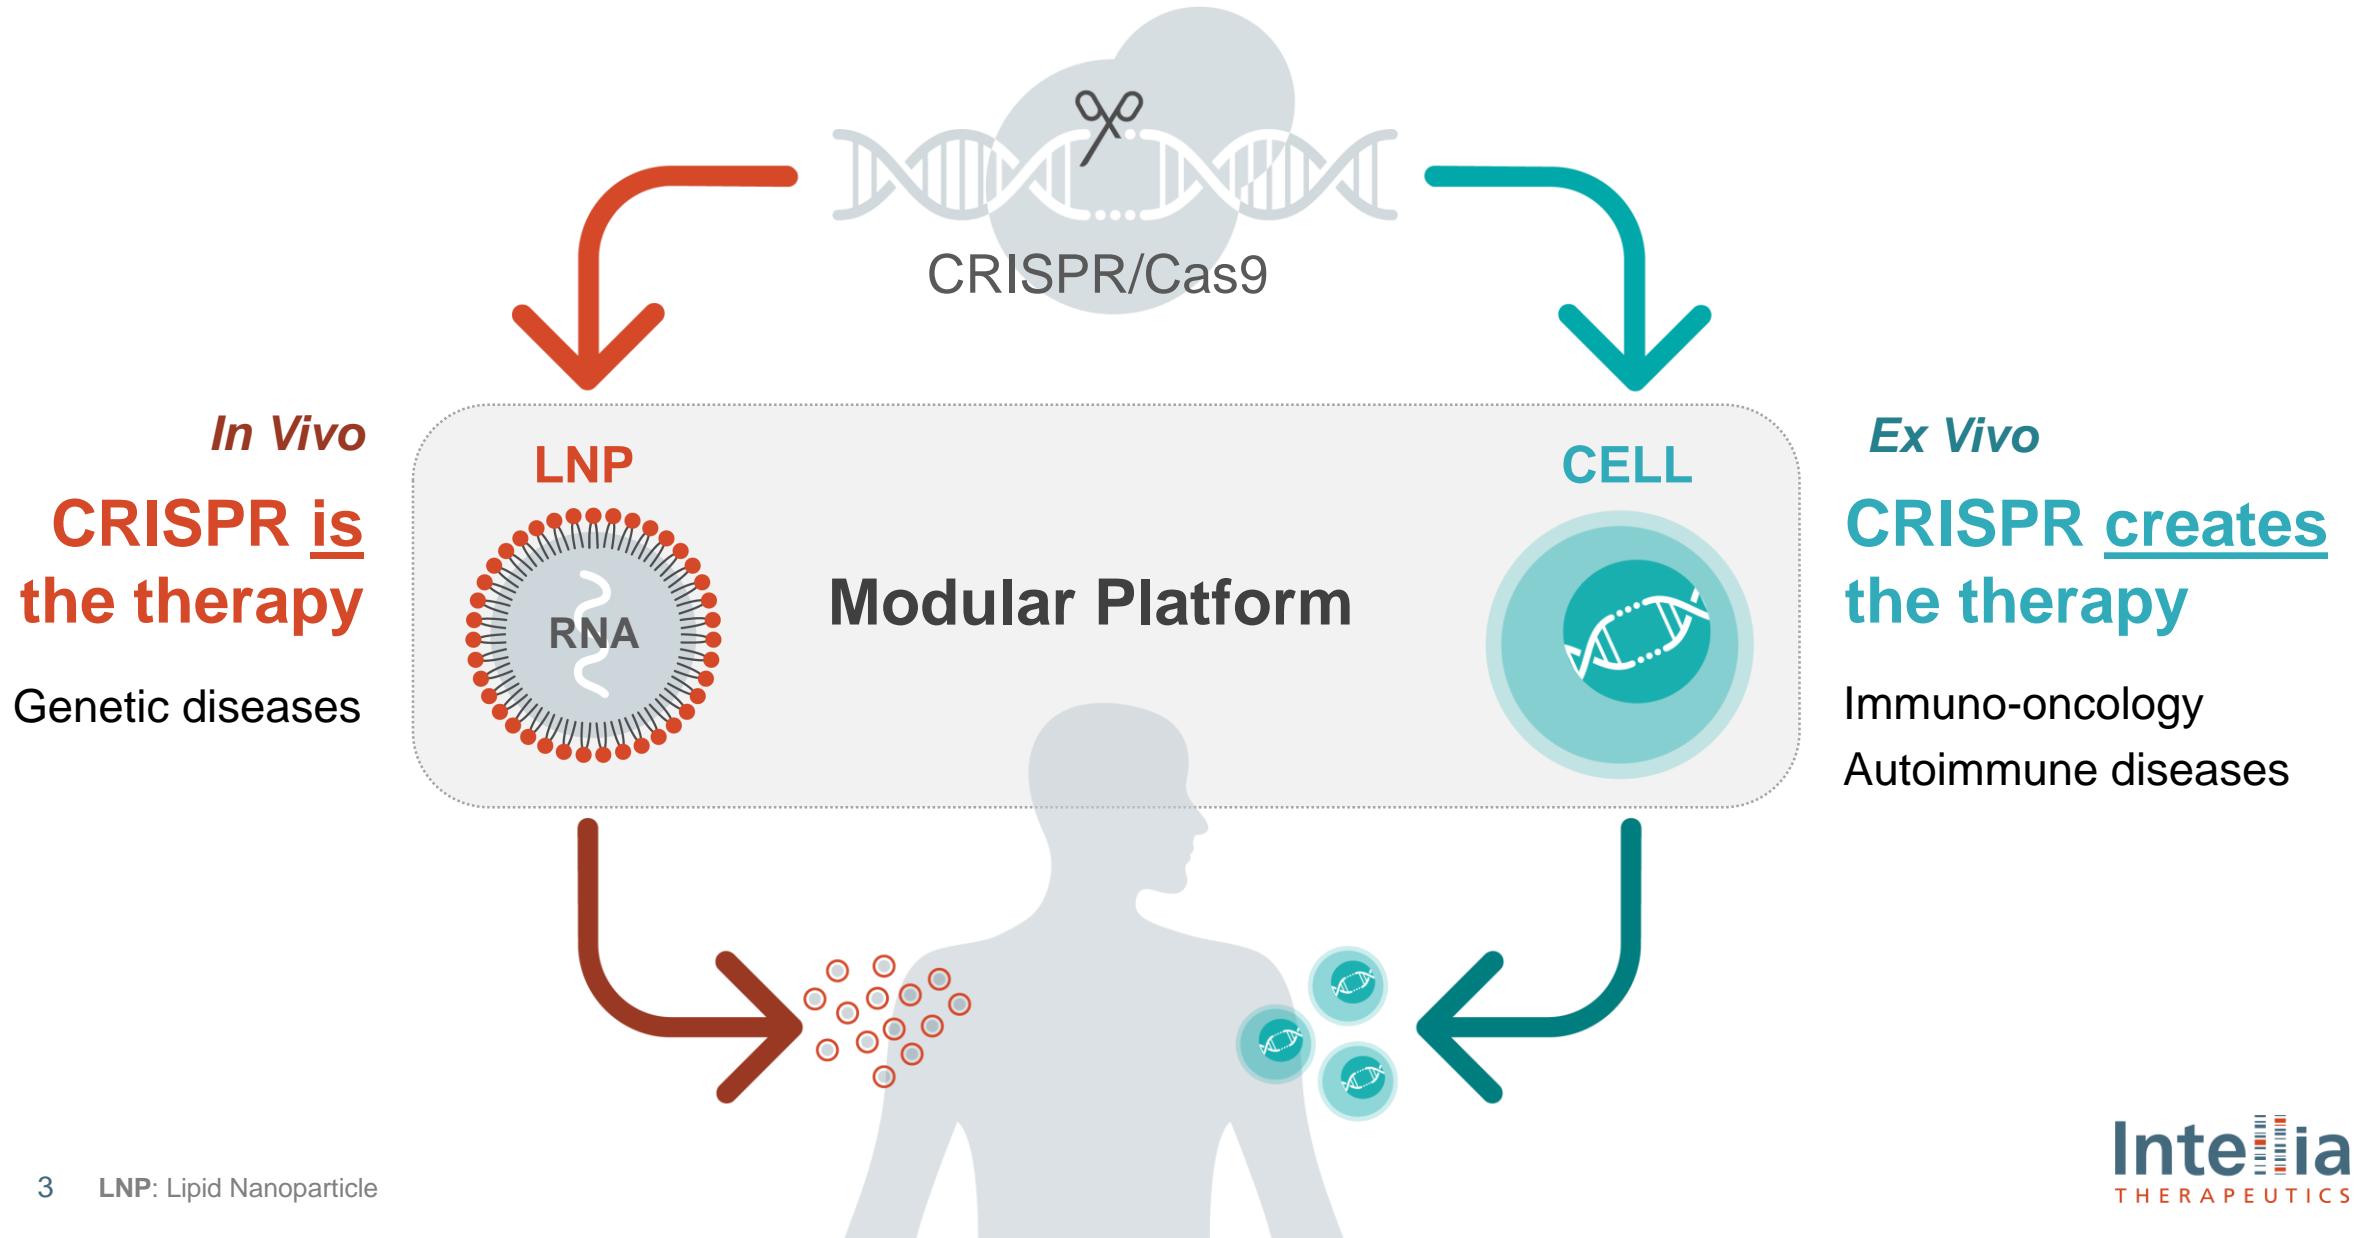 CRISPR/Cas9
In Vivo
CRISPR is
the therapy
Genetic diseases
LNP
RNA
Modular Platform
CELL
Ex Vivo
CRISPR creates
the therapy
Immuno-oncology
Autoimmune diseases
3
LNP: Lipid Nanoparticle
Intellia
THERAPEUTICS